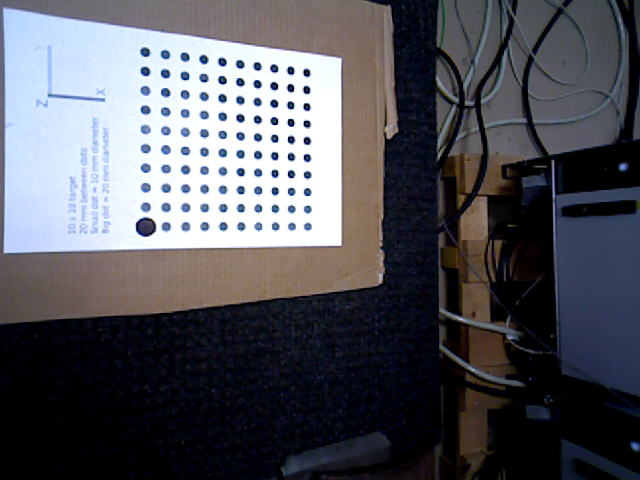 Y
Z
X
10 x 10 target
20 mm between dots
Small dot = 10 mm diameter
Big dot = 20 mm diameter